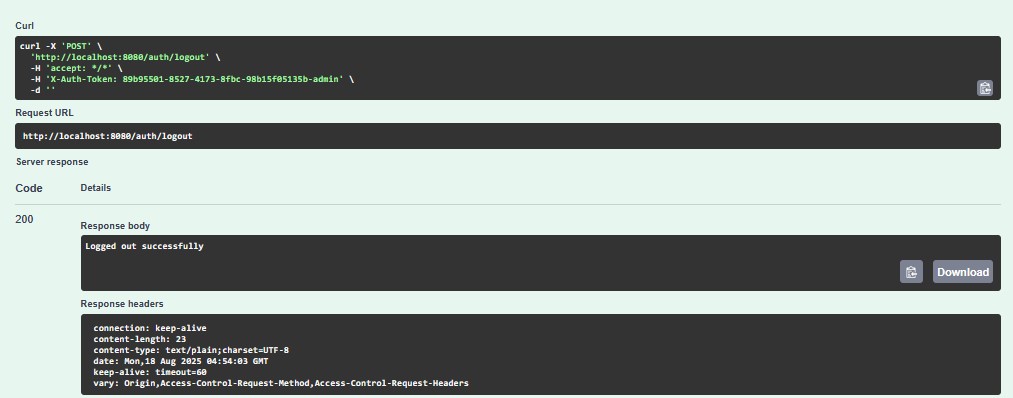 Curl
curl -X 'POST' \
'http://localhost:8080/auth/logout' \
-H 'accept: */*' \
-H 'X-Auth-Token: 89b95501-8527-4173-8fbc-98b15f05135b-admin' \
-d ''
Request URL
http://localhost:8080/auth/logout
Server response
Code Details
200
Response body
Logged out successfully
Download
Response headers
connection: keep-alive
content-length: 23
content-type: text/plain;charset=UTF-8
date: Mon,18 Aug 2025 04:54:03 GMT
keep-alive: timeout=60
vary: Origin,Access-Control-Request-Method,Access-Control-Request-Headers